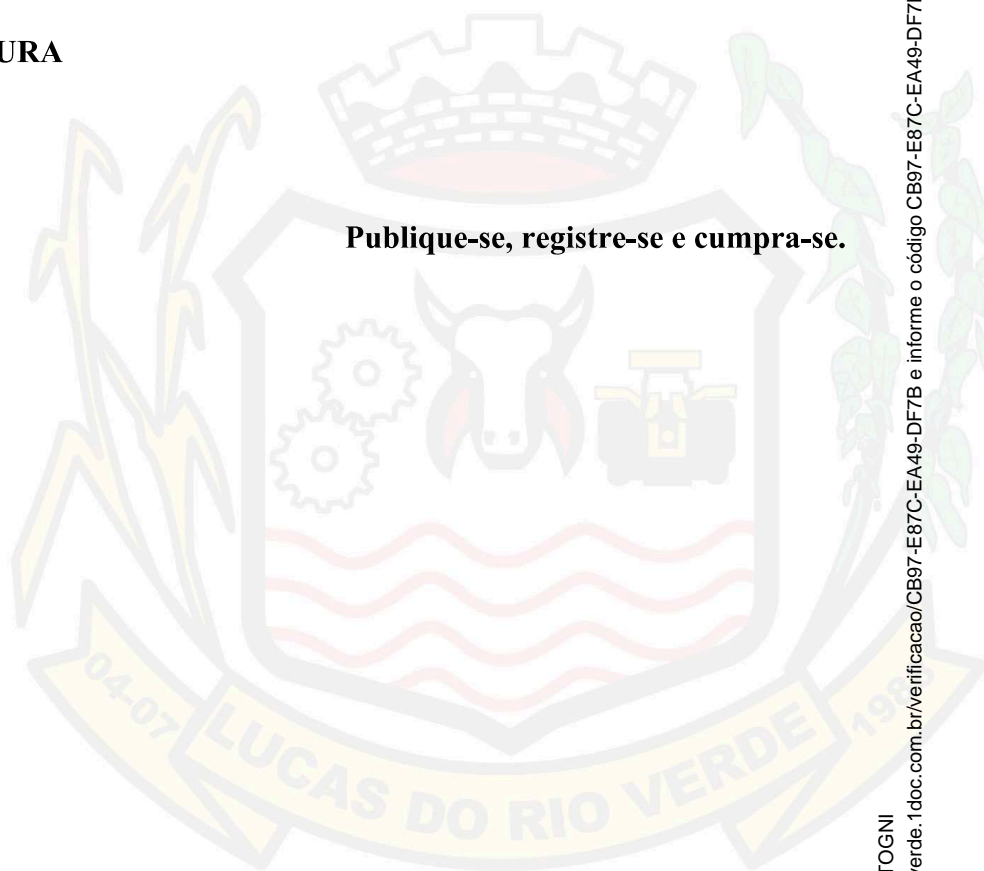 URA
Publique-se, registre-se e cumpra-se.
04-07
LUCAS DO RIO VERDE
TOGNI
verde.1doc.com.br/verificacao/CB97-E87C-EA49-DF7B e informe o código CB97-E87C-EA49-DF7